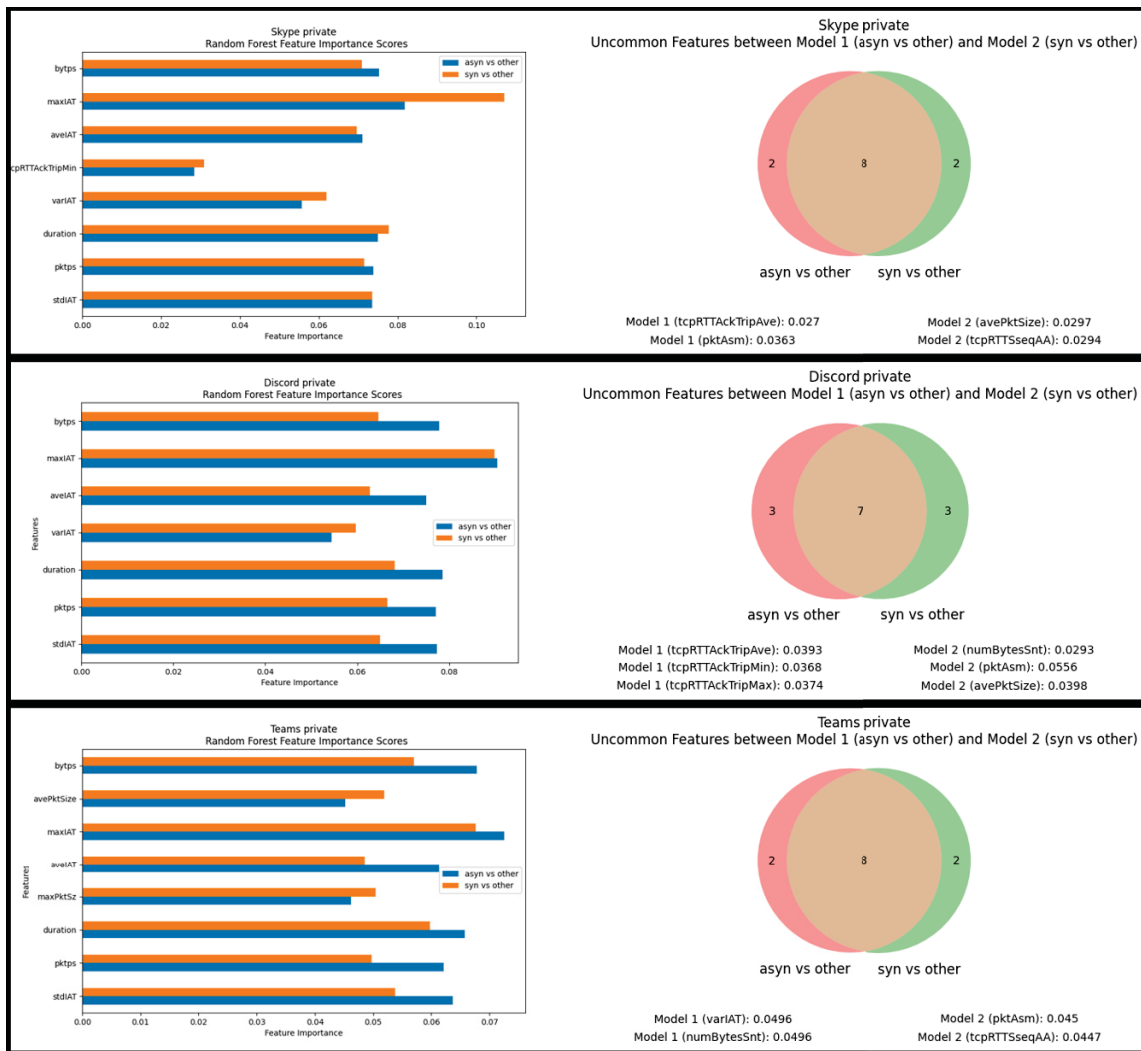 Skype private
Random Forest Feature Importance Scores
bytps
maxIAT
aveIAT
cpRTTAckTripMin
varIAT
duration
pktps
stdIAT
asyn vs other
syn vs other
0.00 0.02 0.04 0.06 0.08 0.10
Feature Importance
Skype private
Uncommon Features between Model 1 (asyn vs other) and Model 2 (syn vs other)
2 8 2
asyn vs other syn vs other
Model 1 (tcpRTTAckTripAve): 0.027 Model 2 (avePktSize): 0.0297
Model 1 (pktAsm): 0.0363 Model 2 (tcpRTTSseqAA): 0.0294
Discord private
Random Forest Feature Importance Scores
Features
bytps
maxIAT
aveIAT
varIAT
duration
pktps
stdIAT
asyn vs other
syn vs other
0.00 0.02 0.04 0.06 0.08
Feature Importance
Discord private
Uncommon Features between Model 1 (asyn vs other) and Model 2 (syn vs other)
3 7 3
asyn vs other syn vs other
Model 1 (tcpRTTAckTripAve): 0.0393 Model 2 (numBytesSnt): 0.0293
Model 1 (tcpRTTAckTripMin): 0.0368 Model 2 (pktAsm): 0.0556
Model 1 (tcpRTTAckTripMax): 0.0374 Model 2 (avePktSize): 0.0398
Teams private
Random Forest Feature Importance Scores
Features
bytps
avePktSize
maxIAT
aveIAT
maxPktSz
duration
pktps
stdIAT
asyn vs other
syn vs other
0.00 0.01 0.02 0.03 0.04 0.05 0.06 0.07
Feature Importance
Teams private
Uncommon Features between Model 1 (asyn vs other) and Model 2 (syn vs other)
2 8 2
asyn vs other syn vs other
Model 1 (varIAT): 0.0496 Model 2 (pktAsm): 0.045
Model 1 (numBytesSnt): 0.0496 Model 2 (tcpRTTSseqAA): 0.0447